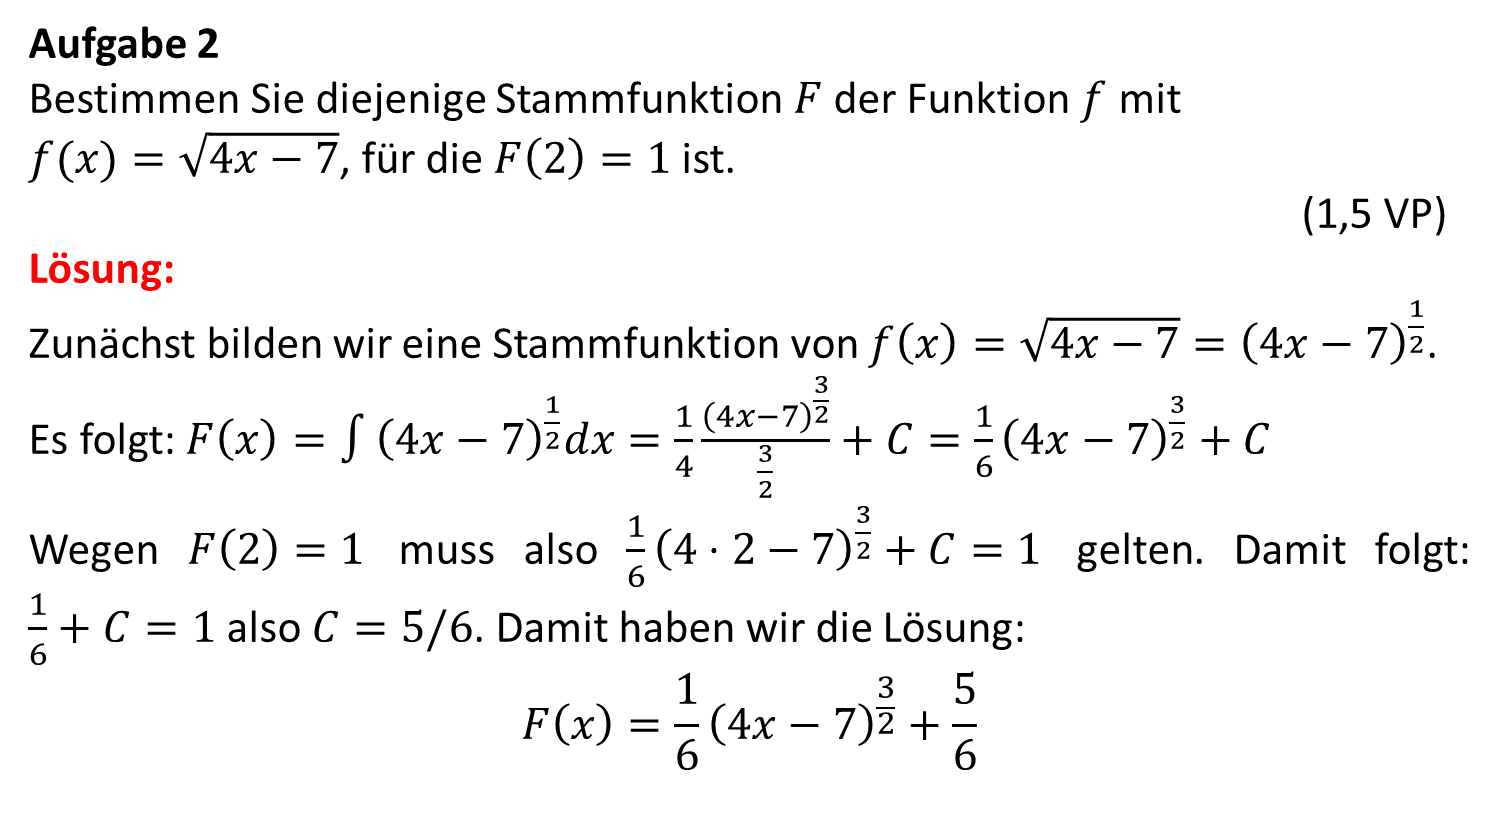 Aufgabe 2
Bestimmen Sie diejenige Stammfunktion F der Funktion f mit
f(x) = √(4x − 7), für die F(2) = 1 ist.
(1,5 VP)
Lösung:
Zunächst bilden wir eine Stammfunktion von f(x) = √(4x − 7) = (4x − 7)^(1/2).
Es folgt: F(x) = ∫ (4x − 7)^(1/2) dx = 1/4 (4x−7)^(3/2) / (3/2) + C = 1/6 (4x − 7)^(3/2) + C
Wegen F(2) = 1 muss also 1/6 (4 · 2 − 7)^(3/2) + C = 1 gelten. Damit folgt:
1/6 + C = 1 also C = 5/6. Damit haben wir die Lösung:
F(x) = 1/6 (4x − 7)^(3/2) + 5/6